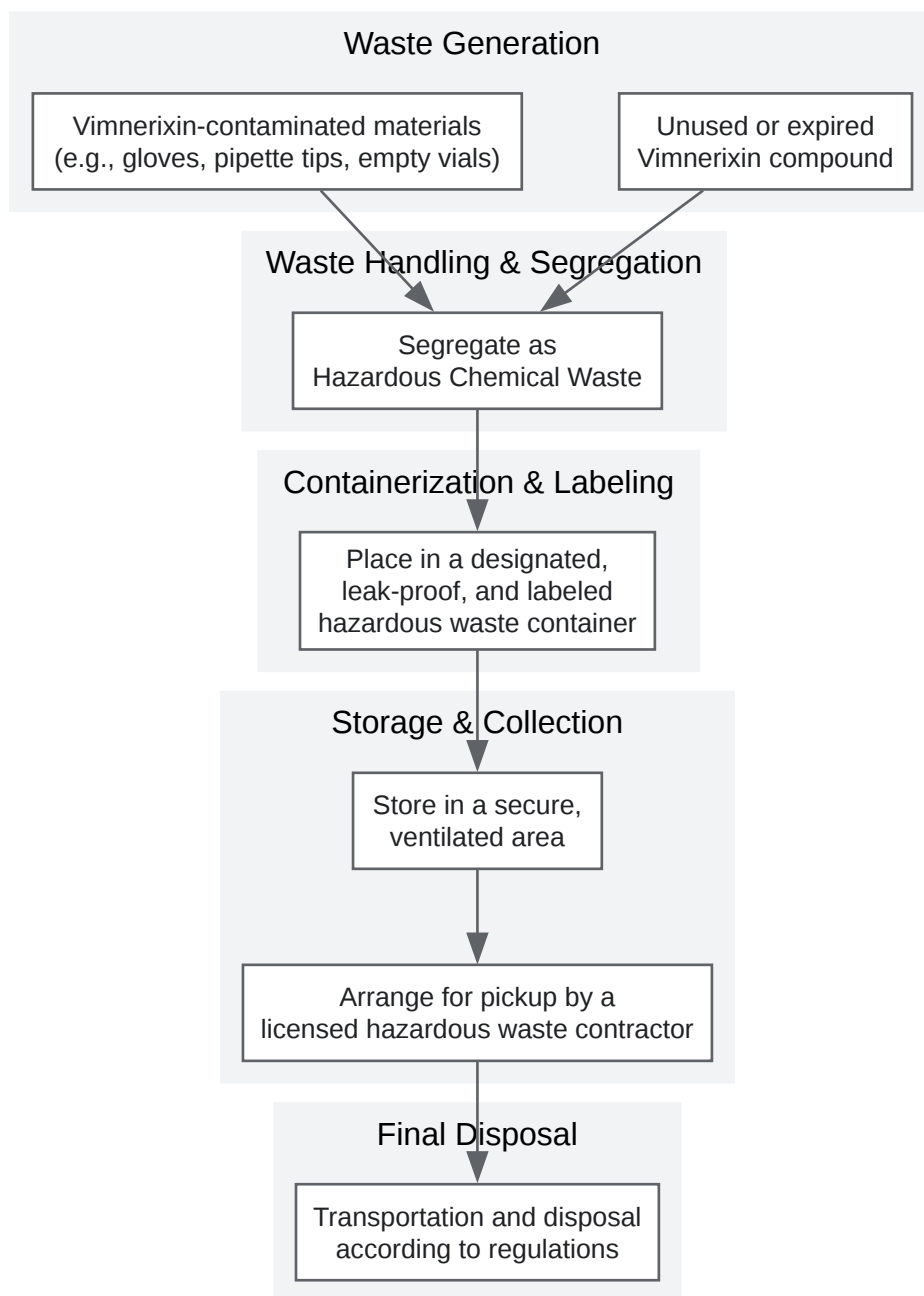 Waste Generation
Vimnerixin-contaminated materials
(e.g., gloves, pipette tips, empty vials)
Unused or expired
Vimnerixin compound
Waste Handling & Segregation
Segregate as
Hazardous Chemical Waste
Containerization & Labeling
Place in a designated,
leak-proof, and labeled
hazardous waste container
Storage & Collection
Store in a secure,
ventilated area
Arrange for pickup by a
licensed hazardous waste contractor
Final Disposal
Transportation and disposal
according to regulations